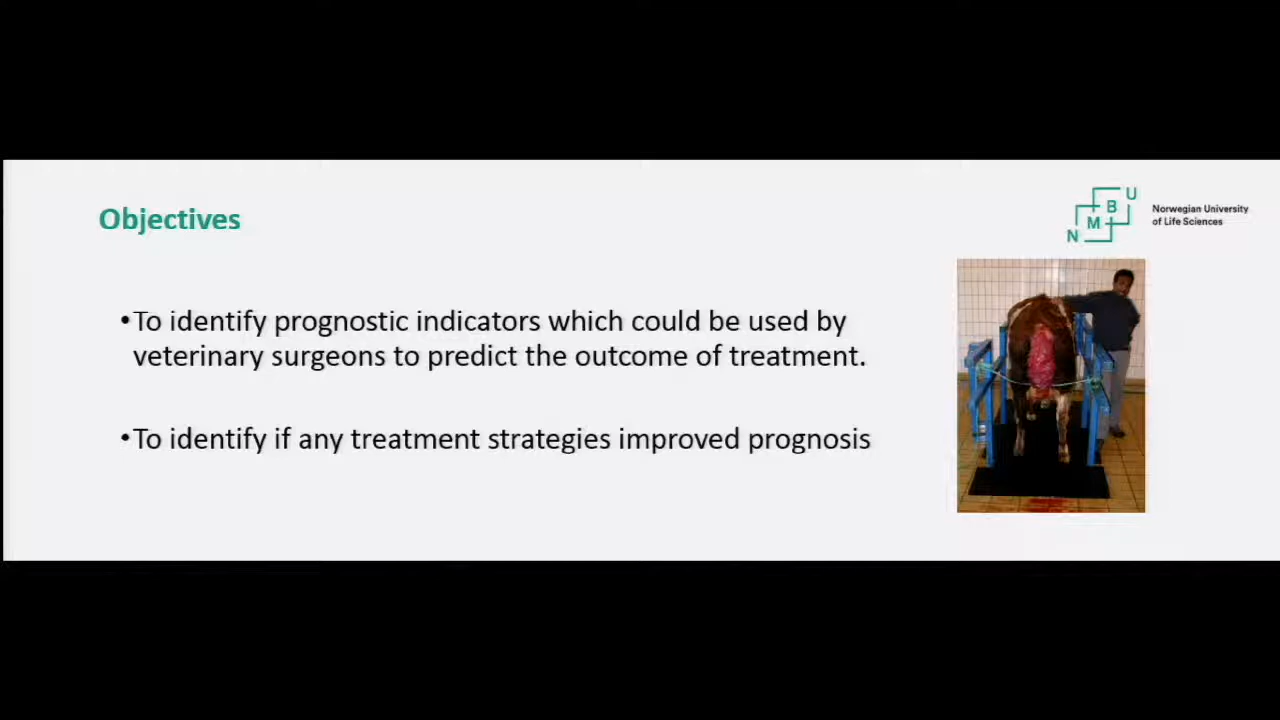 Objectives
N M B U
Norwegian University
of Life Sciences
•To identify prognostic indicators which could be used by
veterinary surgeons to predict the outcome of treatment.
•To identify if any treatment strategies improved prognosis